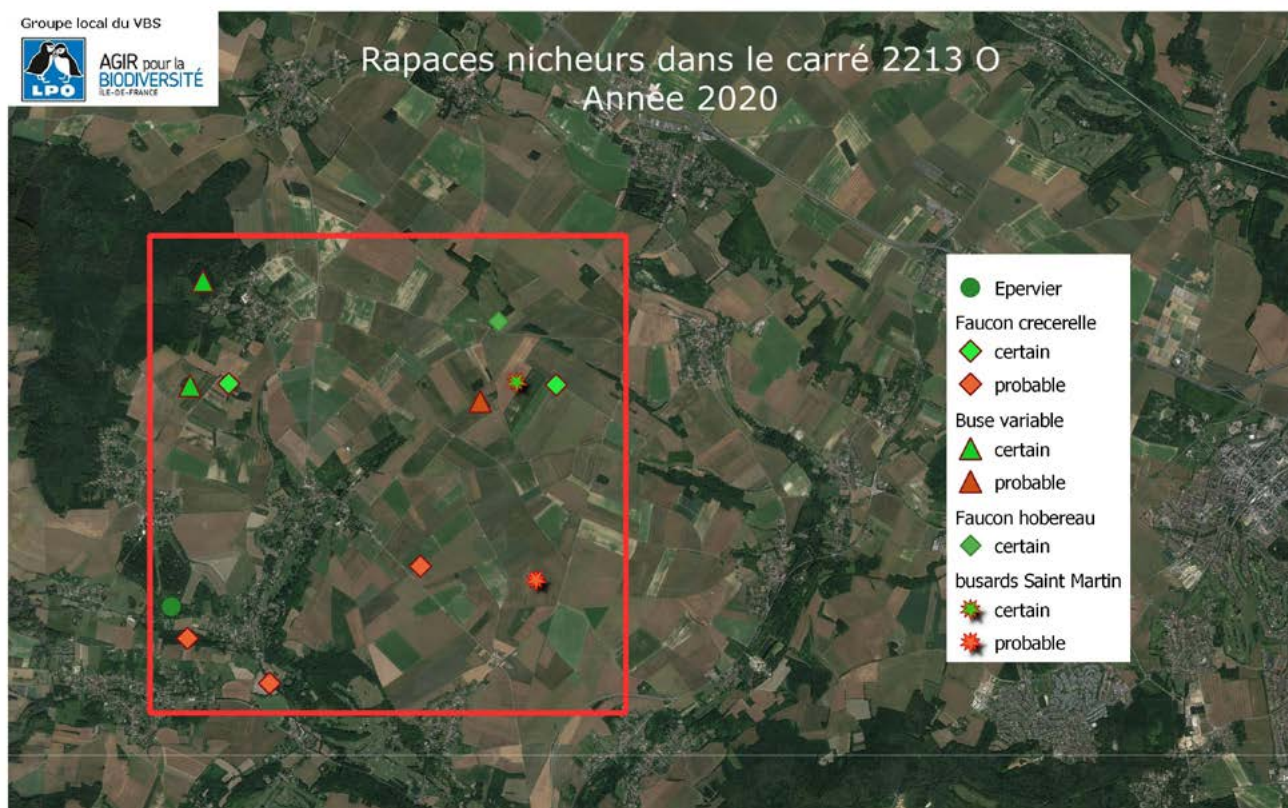 Groupe local du VBS
LPO
AGIR pour la
BIODIVERSITÉ
ÎLE-DE-FRANCE
Rapaces nicheurs dans le carré 2213 O
Année 2020
Epervier
Faucon crecerelle
certain
probable
Buse variable
certain
probable
Faucon hobereau
certain
busards Saint Martin
certain
probable